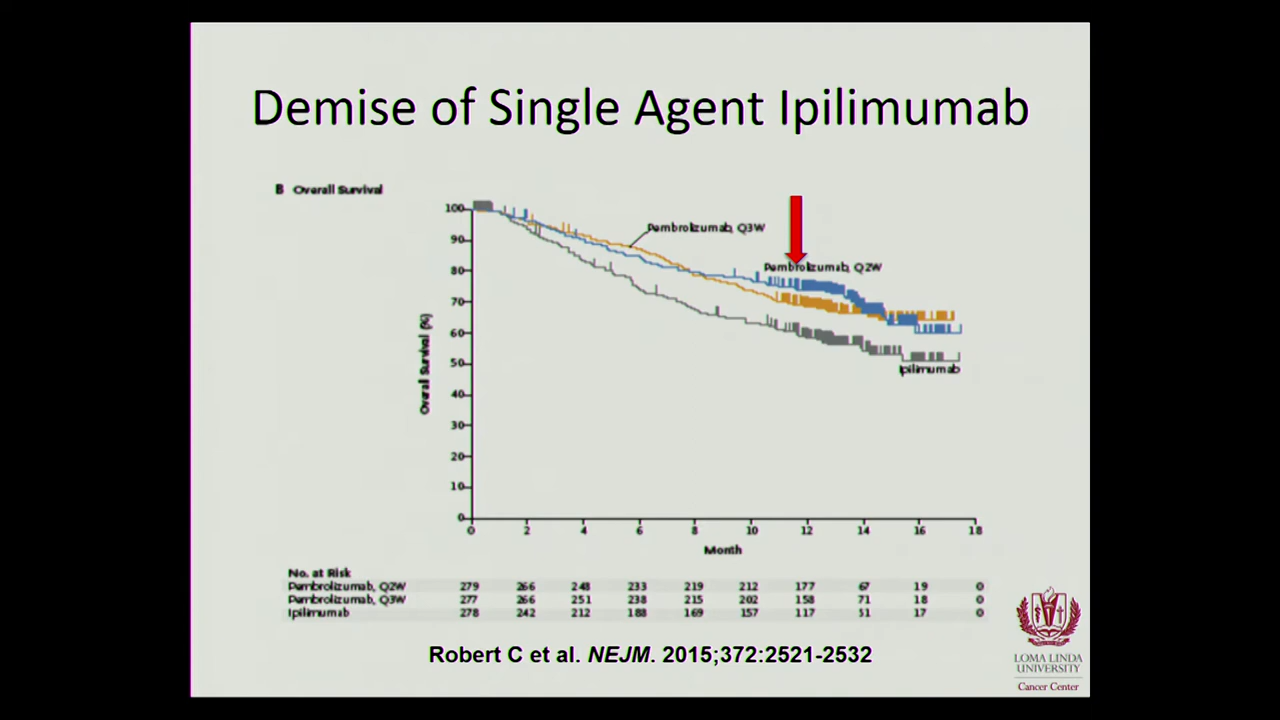 Demise of Single Agent Ipilimumab
B Overall Survival
Overall Survival (%)
100
90
80
70
60
50
40
30
20
10
0
Pembrolizumab, Q3W
Pembrolizumab, Q2W
Ipilimumab
0 2 4 6 8 10 12 14 16 18
Month
No. at Risk
Pembrolizumab, Q2W 279 266 248 233 219 212 177 67 19 0
Pembrolizumab, Q3W 277 266 251 238 215 202 158 71 18 0
Ipilimumab 278 242 212 188 169 157 117 51 17 0
Robert C et al. NEJM. 2015;372:2521-2532
LOMA LINDA
UNIVERSITY
Cancer Center